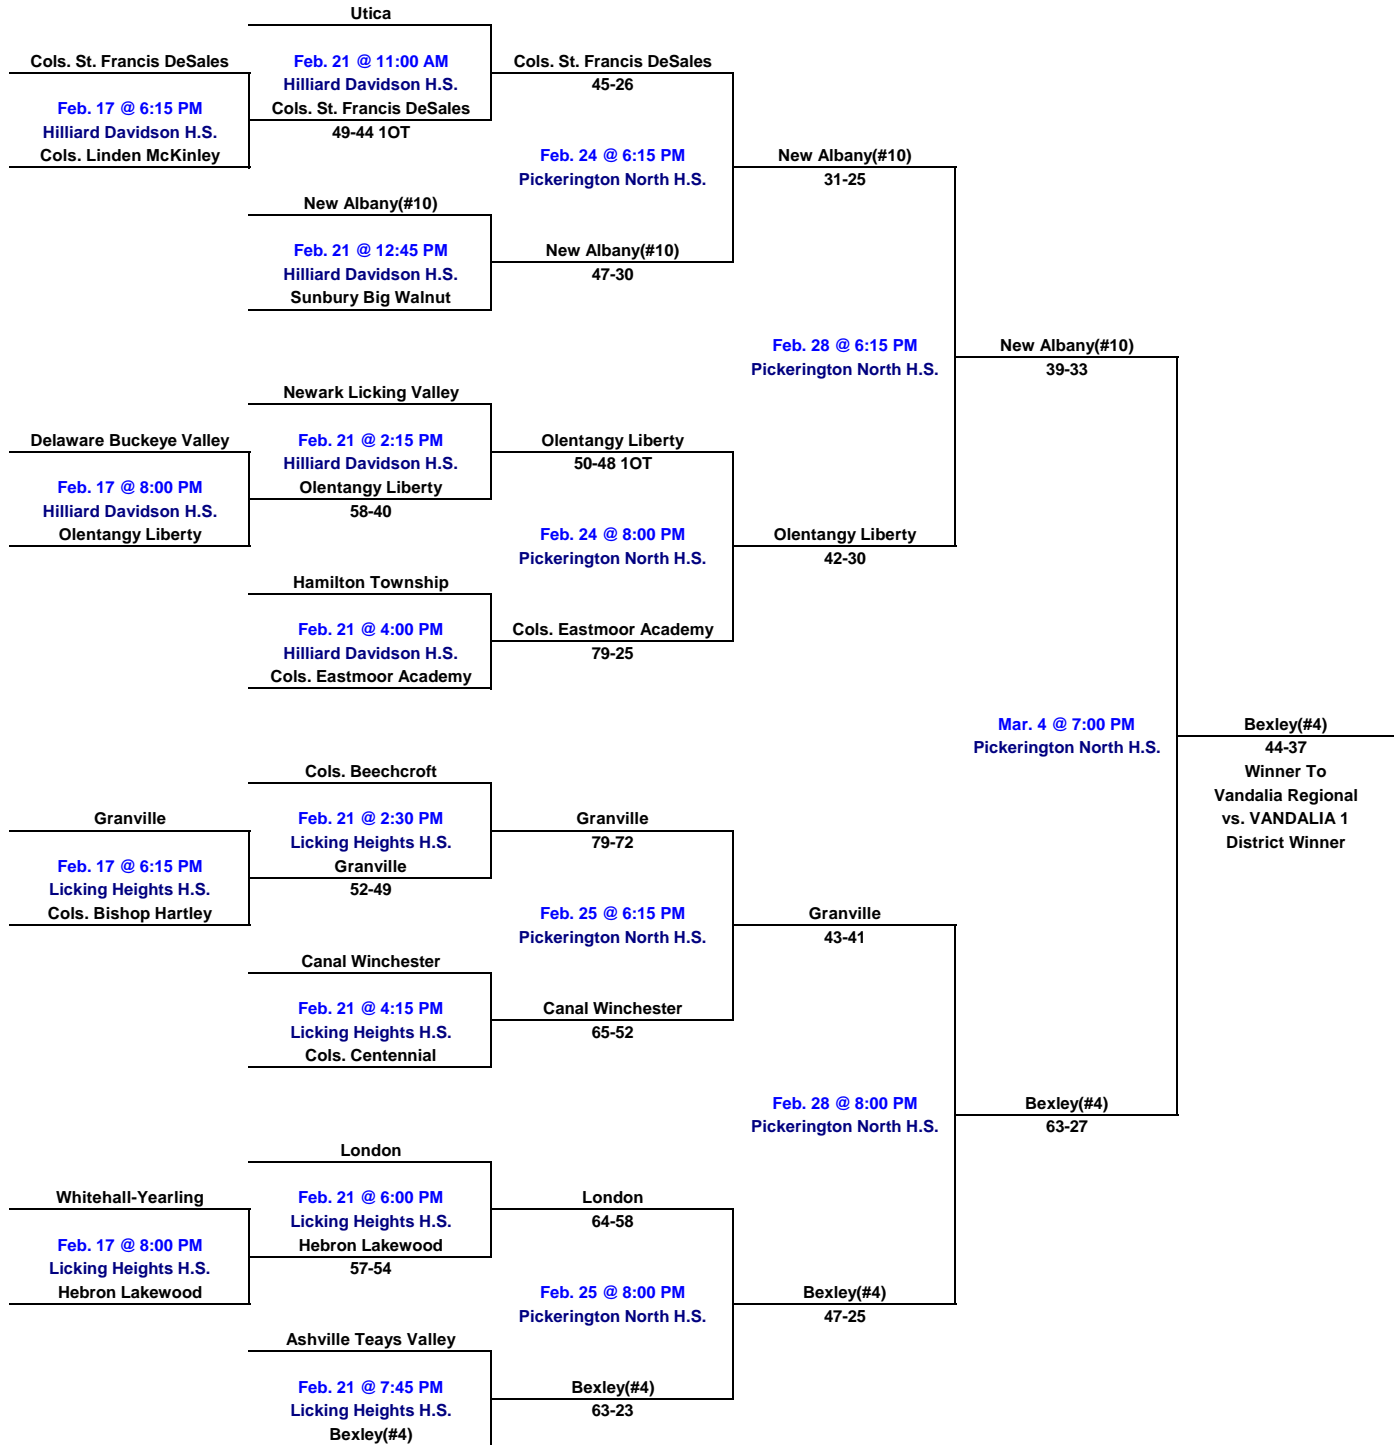 Utica
Cols. St. Francis DeSales
Feb. 21 @ 11:00 AM
Cols. St. Francis DeSales
Hilliard Davidson H.S.
45-26
Feb. 17 @ 6:15 PM
Cols. St. Francis DeSales
Hilliard Davidson H.S.
49-44 1OT
Cols. Linden McKinley
Feb. 24 @ 6:15 PM
New Albany(#10)
Pickerington North H.S.
31-25
New Albany(#10)
Feb. 21 @ 12:45 PM
New Albany(#10)
Hilliard Davidson H.S.
47-30
Sunbury Big Walnut
Feb. 28 @ 6:15 PM
New Albany(#10)
Pickerington North H.S.
39-33
Newark Licking Valley
Delaware Buckeye Valley
Feb. 21 @ 2:15 PM
Olentangy Liberty
Hilliard Davidson H.S.
50-48 1OT
Feb. 17 @ 8:00 PM
Olentangy Liberty
Hilliard Davidson H.S.
58-40
Olentangy Liberty
Feb. 24 @ 8:00 PM
Olentangy Liberty
Pickerington North H.S.
42-30
Hamilton Township
Feb. 21 @ 4:00 PM
Cols. Eastmoor Academy
Hilliard Davidson H.S.
79-25
Cols. Eastmoor Academy
Mar. 4 @ 7:00 PM
Bexley(#4)
Pickerington North H.S.
44-37
Cols. Beechcroft
Winner To
Vandalia Regional
Granville
Feb. 21 @ 2:30 PM
Granville
vs. VANDALIA 1
Licking Heights H.S.
79-72
District Winner
Feb. 17 @ 6:15 PM
Granville
Licking Heights H.S.
52-49
Cols. Bishop Hartley
Feb. 25 @ 6:15 PM
Granville
Pickerington North H.S.
43-41
Canal Winchester
Feb. 21 @ 4:15 PM
Canal Winchester
Licking Heights H.S.
65-52
Cols. Centennial
Feb. 28 @ 8:00 PM
Bexley(#4)
Pickerington North H.S.
63-27
London
Whitehall-Yearling
Feb. 21 @ 6:00 PM
London
Licking Heights H.S.
64-58
Feb. 17 @ 8:00 PM
Hebron Lakewood
Licking Heights H.S.
57-54
Hebron Lakewood
Feb. 25 @ 8:00 PM
Bexley(#4)
Pickerington North H.S.
47-25
Ashville Teays Valley
Feb. 21 @ 7:45 PM
Bexley(#4)
Licking Heights H.S.
63-23
Bexley(#4)